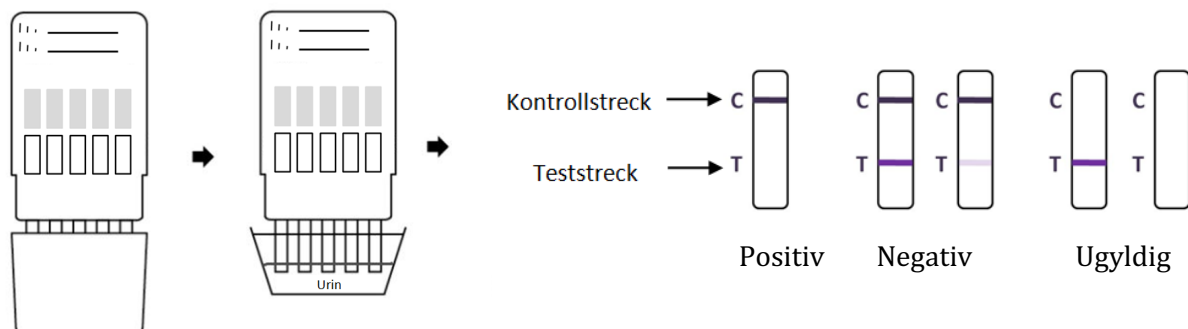 Kontrollstreck
C
C
C
C
C
Teststreck
T
T
T
T
T
Positiv
Negativ
Ugyldig
Urin